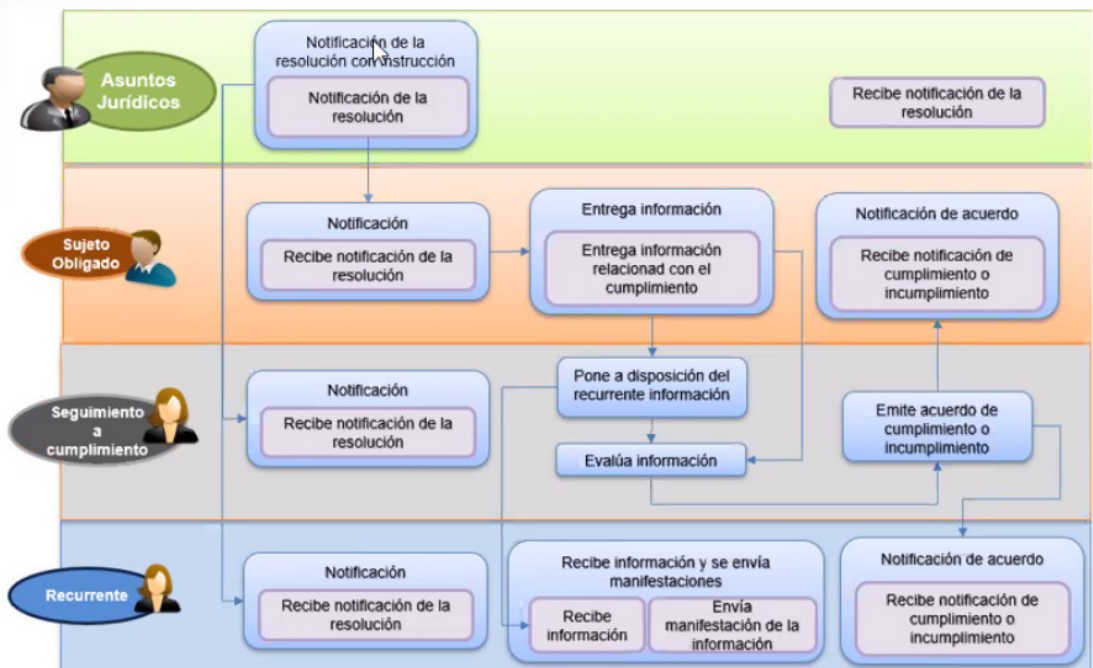 Asuntos
Jurídicos
Notificación de la
resolución con instrucción
Notificación de la
resolución
Recibe notificación de la
resolución
Sujeto
Obligado
Notificación
Recibe notificación de la
resolución
Entrega información
Entrega información
relacionad con el
cumplimiento
Notificación de acuerdo
Recibe notificación de
cumplimiento o
incumplimiento
Seguimiento
a
cumplimiento
Notificación
Recibe notificación de la
resolución
Pone a disposición del
recurrente información
Evalúa información
Emite acuerdo de
cumplimiento o
incumplimiento
Recurrente
Notificación
Recibe notificación de la
resolución
Recibe información y se envía
manifestaciones
Recibe
información
Envía
manifestación de la
información
Notificación de acuerdo
Recibe notificación de
cumplimiento o
incumplimiento